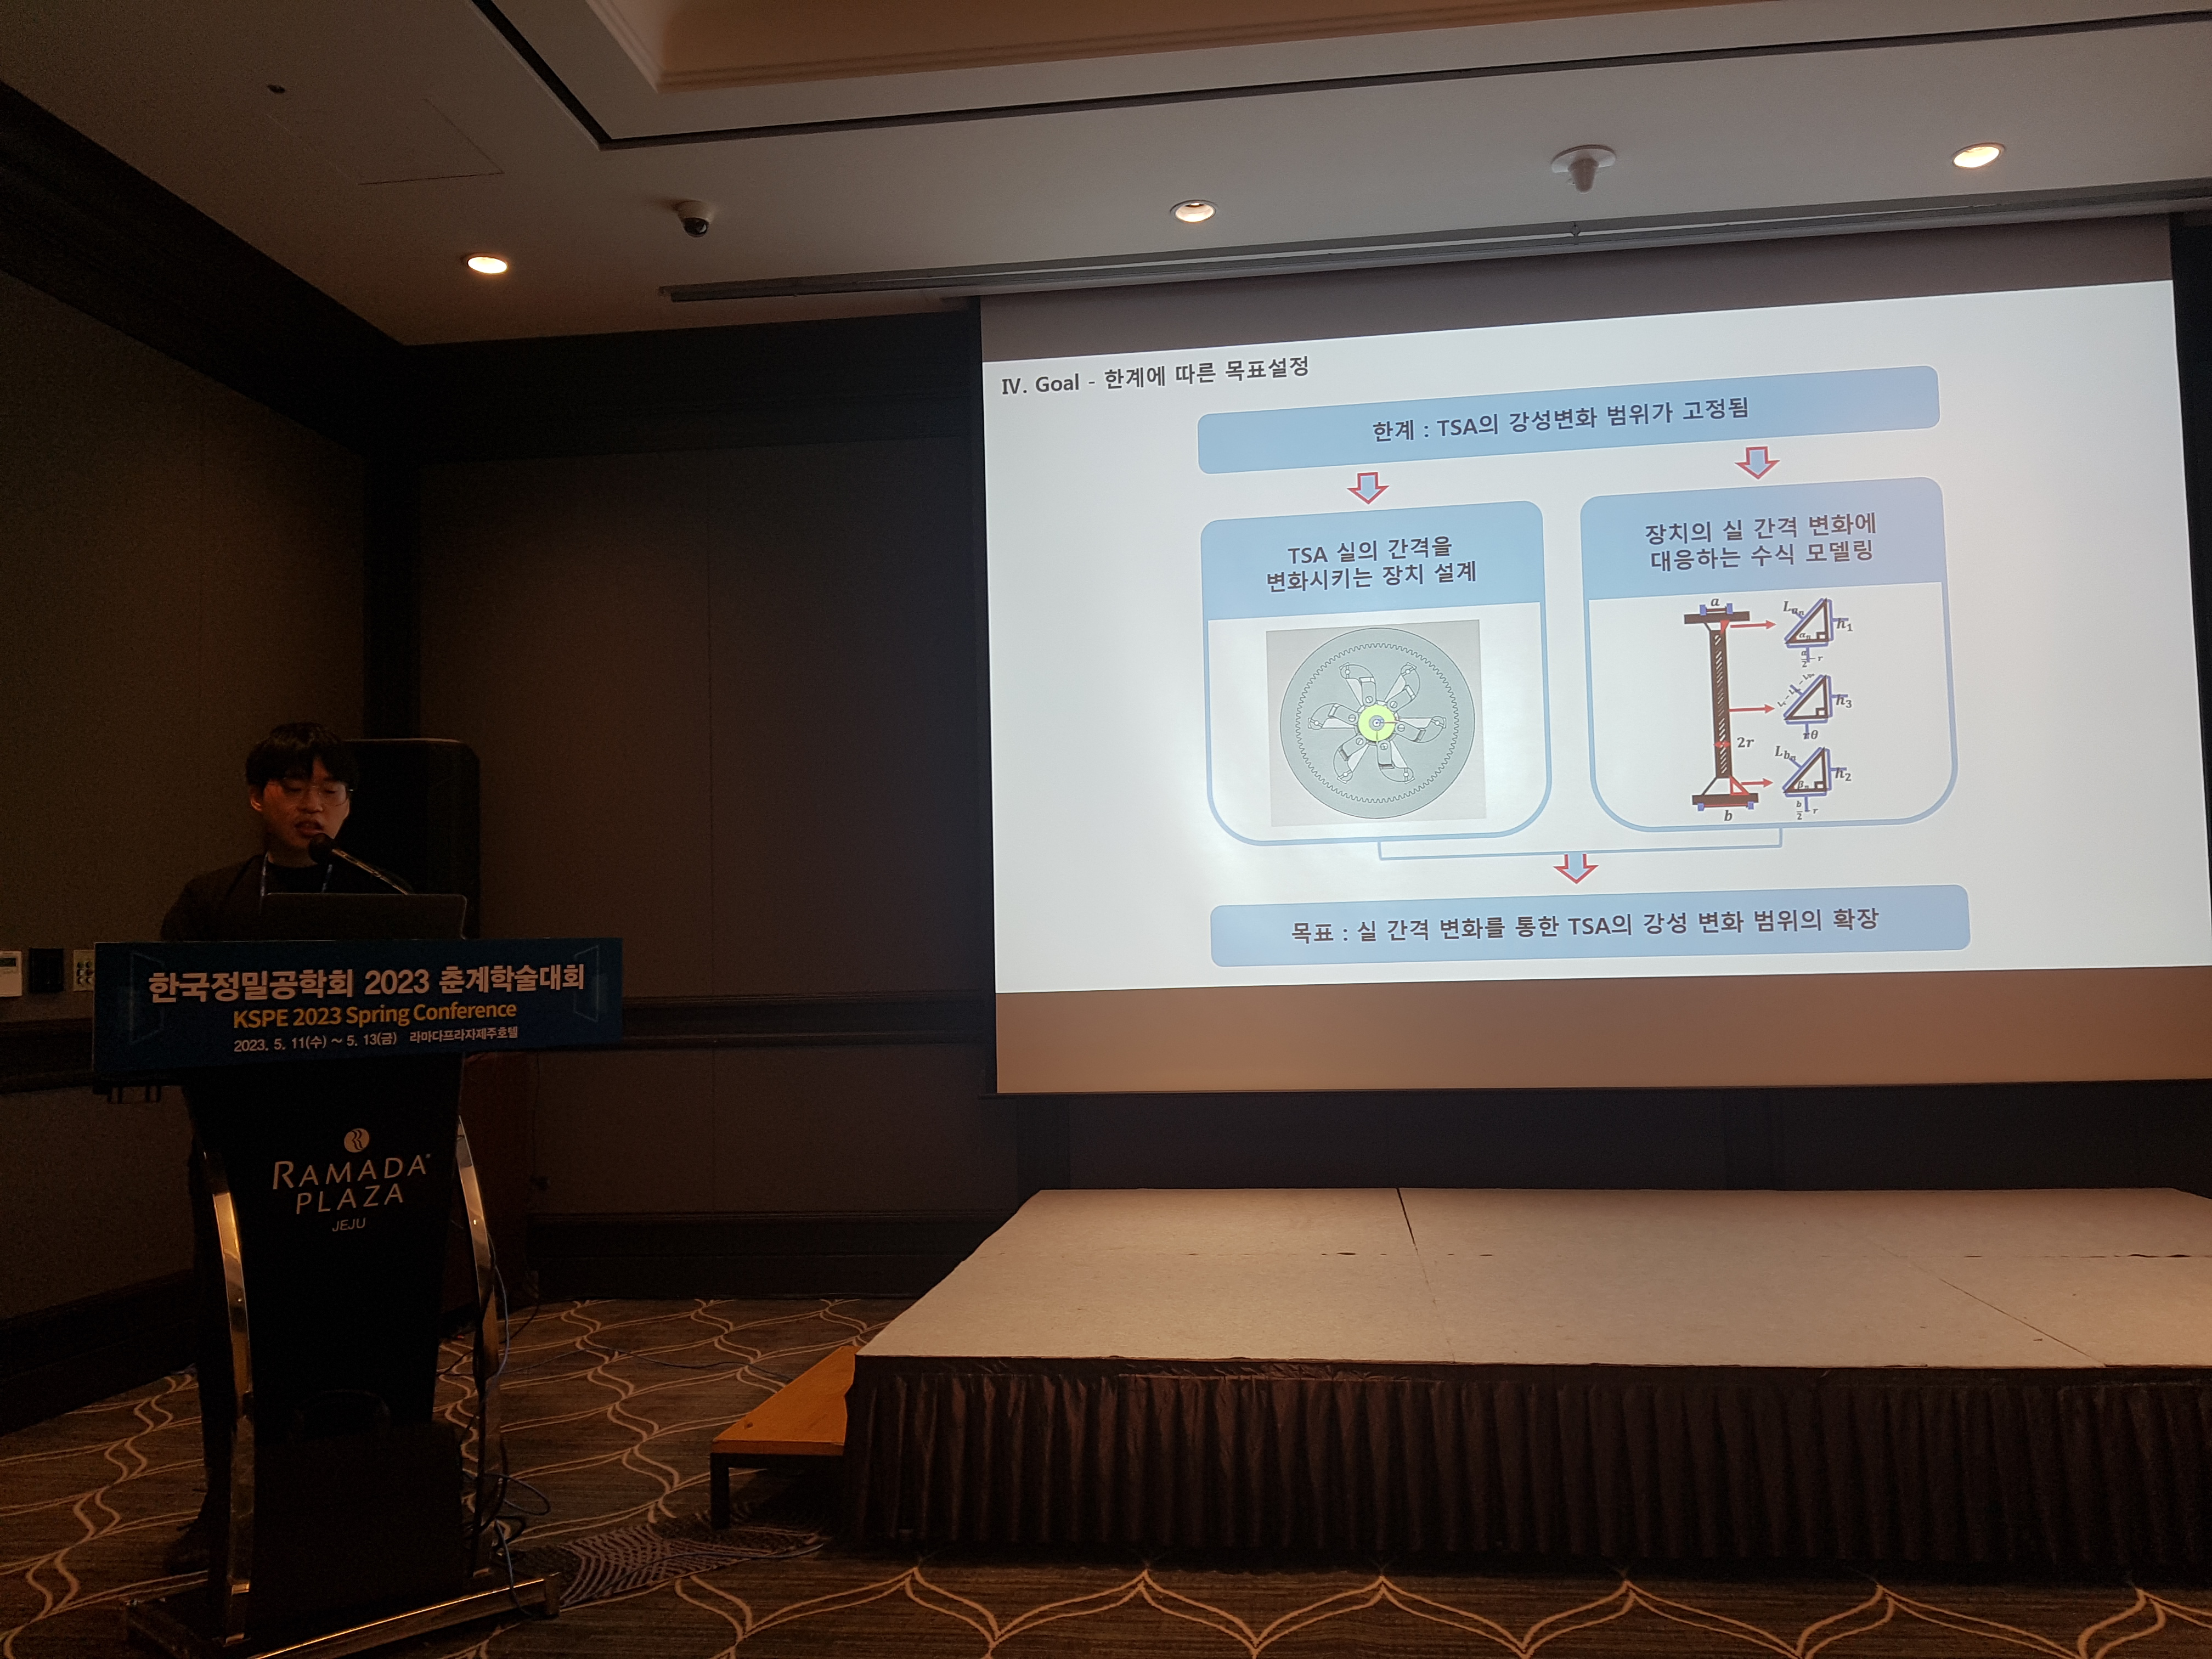 Ⅳ. Goal - 한계에 따른 목표설정
한계 : TSA의 강성변화 범위가 고정됨
TSA 실의 간격을
변화시키는 장치 설계
장치의 실 간격 변화에
대응하는 수식 모델링
a
h₁
h₃
2r
h₂
b
목표 : 실 간격 변화를 통한 TSA의 강성 변화 범위의 확장
한국정밀공학회 2023 춘계학술대회
KSPE 2023 Spring Conference
2023. 5. 11(수) ~ 5. 13(금) 라마다프라자제주호텔
RAMADA
PLAZA
JEJU